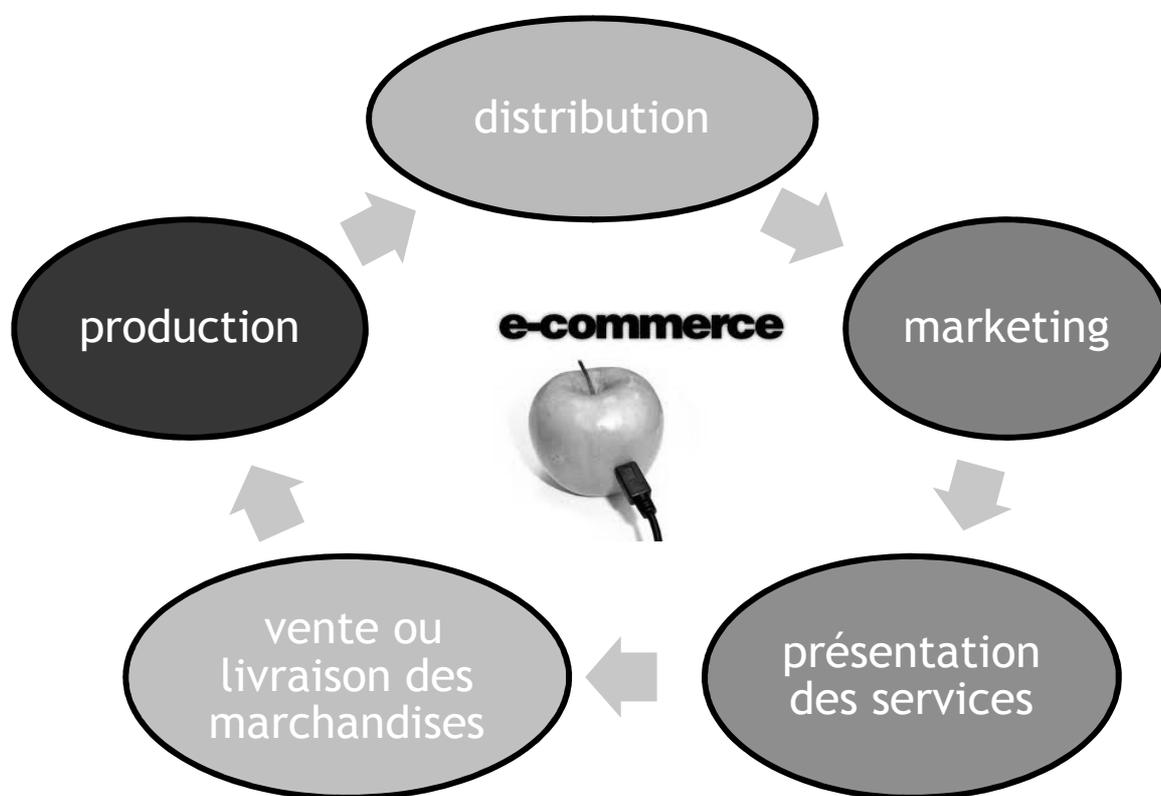 distribution
production
e-commerce
marketing
vente ou
livraison des
marchandises
présentation
des services